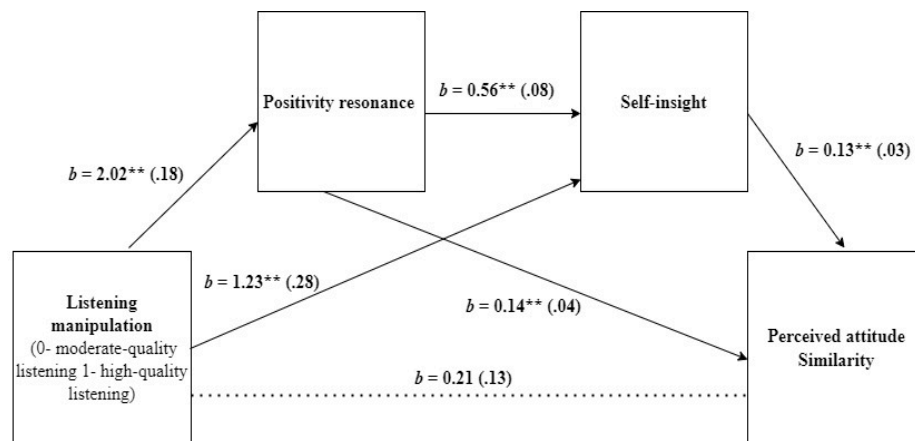 Positivity resonance
b = 0.56** (.08)
Self-insight
b = 2.02** (.18)
b = 0.13** (.03)
b = 1.23** (.28)
b = 0.14** (.04)
Listening
manipulation
(0- moderate-quality
listening 1- high-quality
listening)
b = 0.21 (.13)
Perceived attitude
Similarity